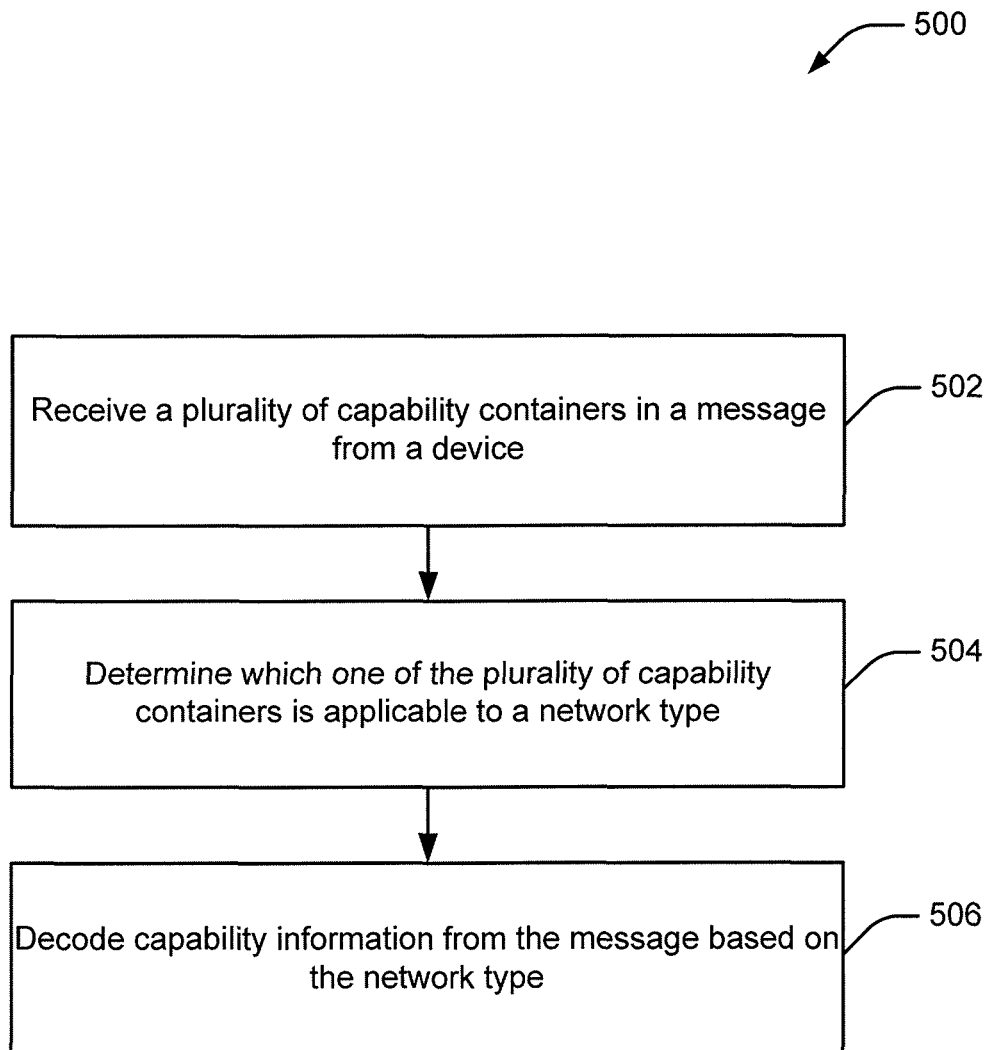 500
Receive a plurality of capability containers in a message
from a device
502
Determine which one of the plurality of capability
containers is applicable to a network type
504
Decode capability information from the message based on
the network type
506